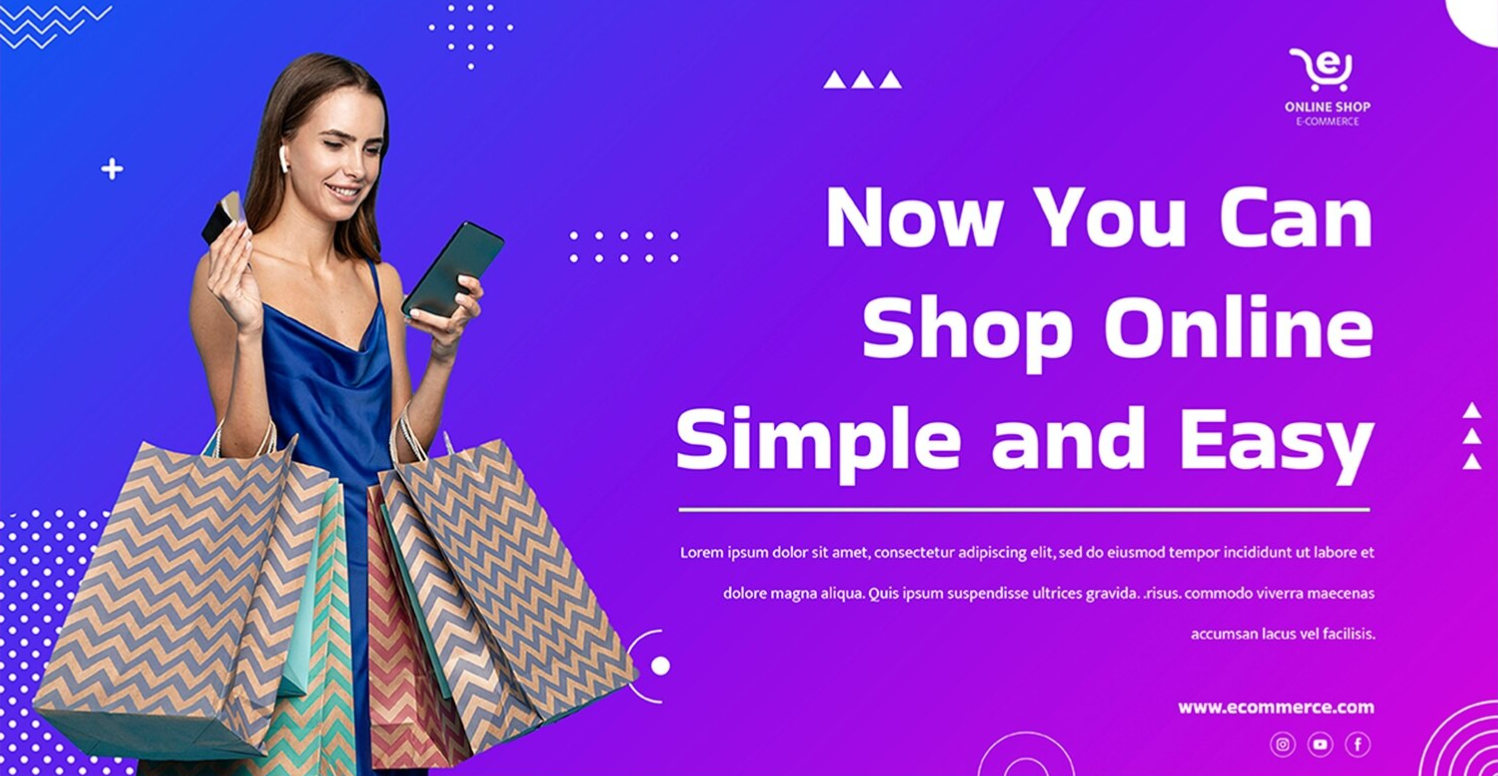 ONLINE SHOP
E-COMMERCE
Now You Can
Shop Online
Simple and Easy
Lorem ipsum dolor sit amet, consectetur adipiscing elit, sed do eiusmod tempor incididunt ut labore et
dolore magna aliqua. Quis ipsum suspendisse ultrices gravida. .risus. commodo viverra maecenas
accumsan lacus vel facilisis.
www.ecommerce.com